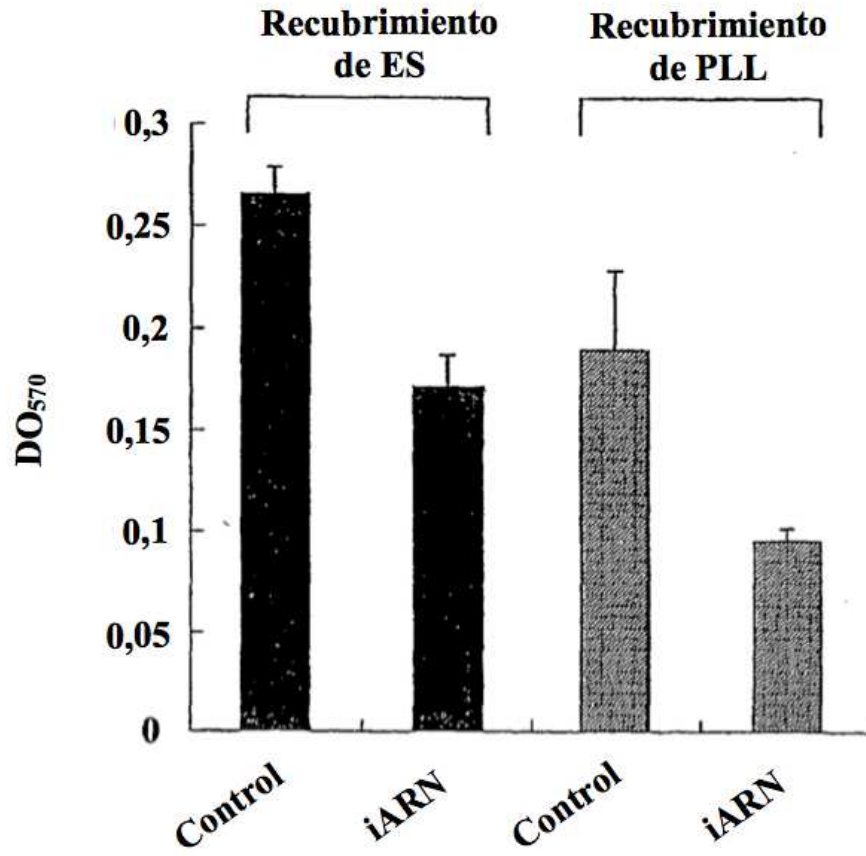 Recubrimiento
de ES
Recubrimiento
de PLL
0,3
0,25
0,2
0,15
0,1
0,05
0
DO570
Control
iARN
Control
iARN